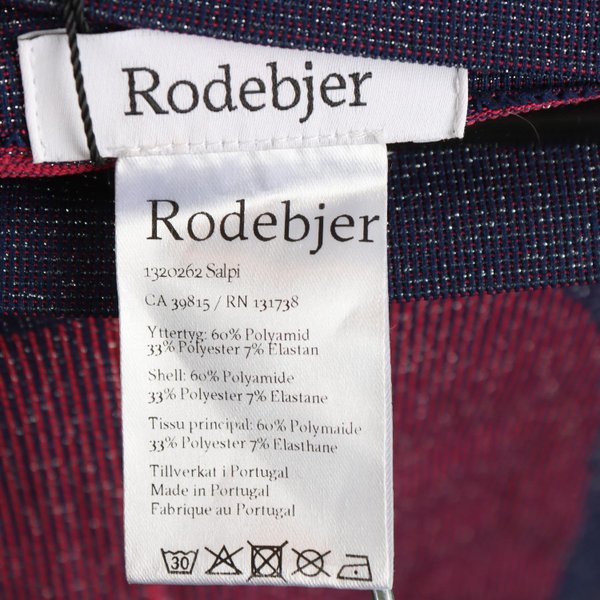 Rodebjer
Rodebjer
1320262 Salpi
CA 39815 / RN 131738
Yttertyg: 60% Polyamid
33% Polyester 7% Elastan
Shell: 60% Polyamide
33% Polyester 7% Elastane
Tissu principal: 60% Polymaide
33% Polyester 7% Elasthane
Tillverkat i Portugal
Made in Portugal
Fabrique au Portugal
30